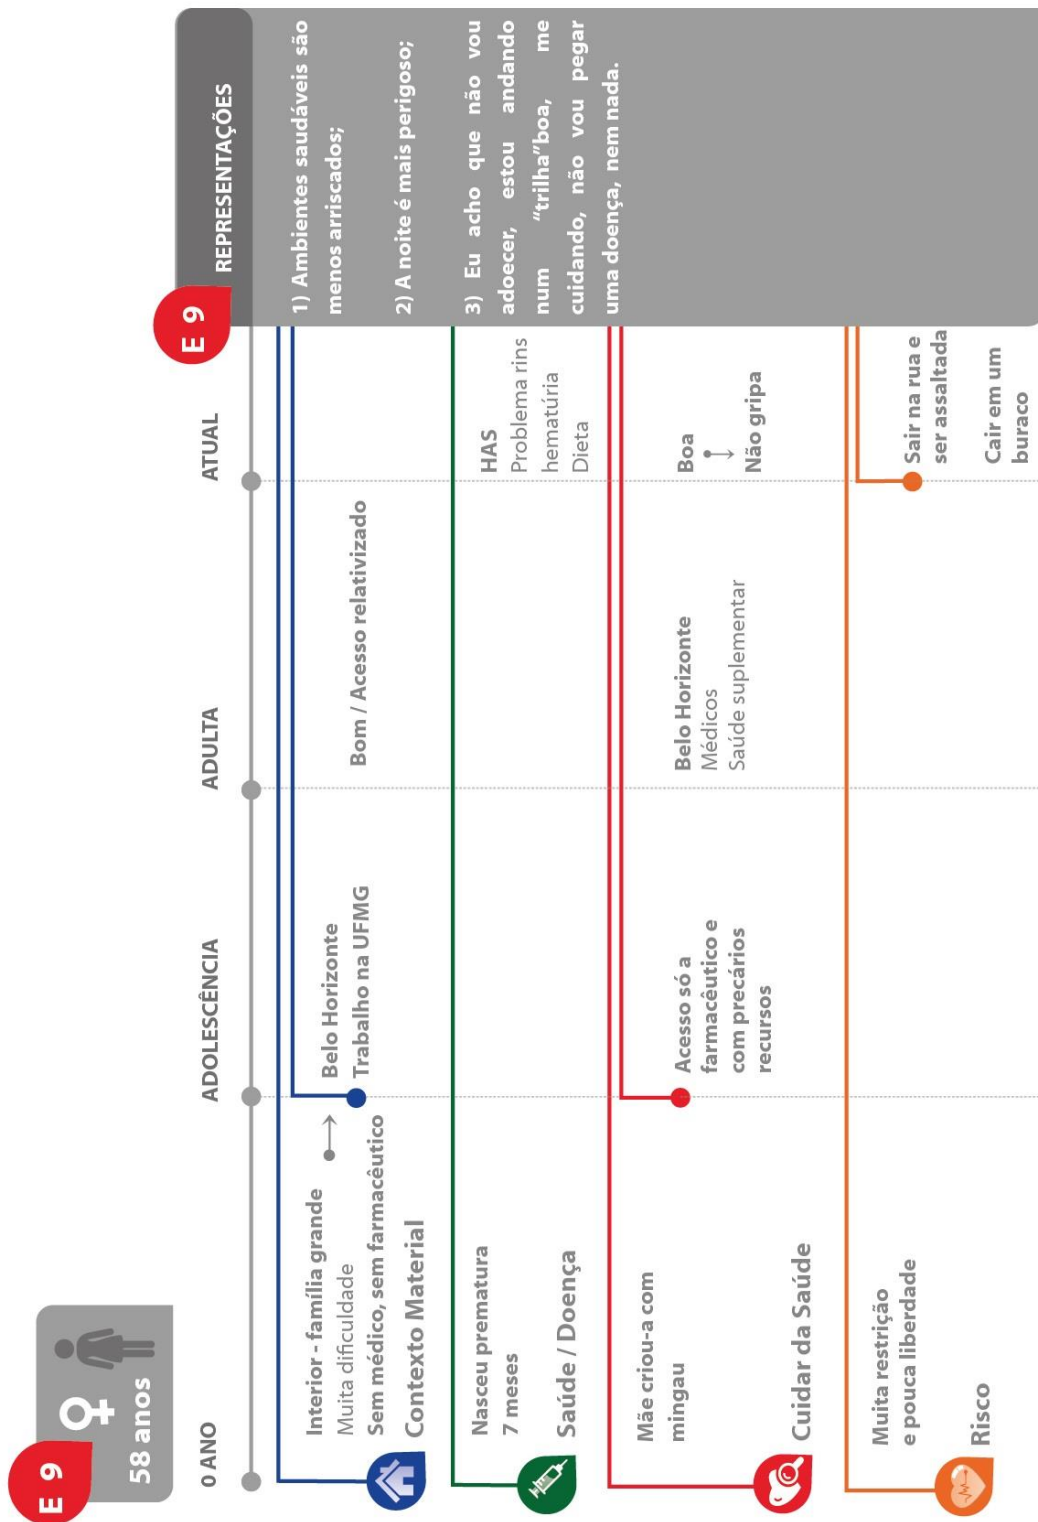 E 9
58 anos
0 ANO
ADOLESCÊNCIA
ADULTA
ATUAL
E 9
REPRESENTAÇÕES
Interior - família grande
Muita dificuldade
Sem médico, sem farmacêutico
Contexto Material
Belo Horizonte
Trabalho na UFMG
Bom / Acesso relativizado
Nasceu prematura
7 meses
Saúde / Doença
HAS
Problema rins
hematúria
Dieta
Mãe criou-a com
mingau
Cuidar da Saúde
Acesso só a
farmacêutico e
com precários
recursos
Belo Horizonte
Médicos
Saúde suplementar
Boa
Não gripa
Muita restrição
e pouca liberdade
Risco
Sair na rua e
ser assaltada
Cair em um
buraco
1) Ambientes saudáveis são
menos arriscados;
2) A noite é mais perigoso;
3) Eu acho que não vou
adoecer, estou andando
num "trilha"boa, me
cuidando, não vou pegar
uma doença, nem nada.